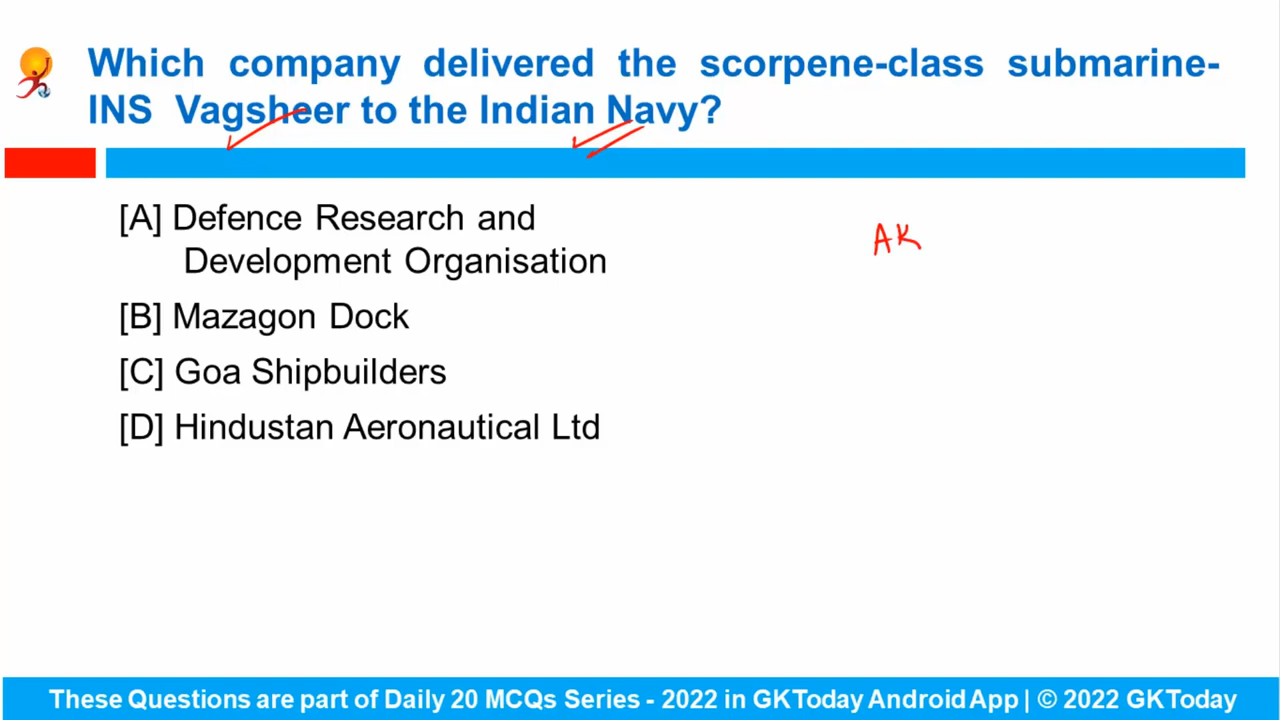 Which company delivered the scorpene-class submarine-
INS Vagsheer to the Indian Navy?
[A] Defence Research and
Development Organisation
AK
[B] Mazagon Dock
[C] Goa Shipbuilders
[D] Hindustan Aeronautical Ltd
These Questions are part of Daily 20 MCQs Series - 2022 in GKToday Android App | © 2022 GKToday